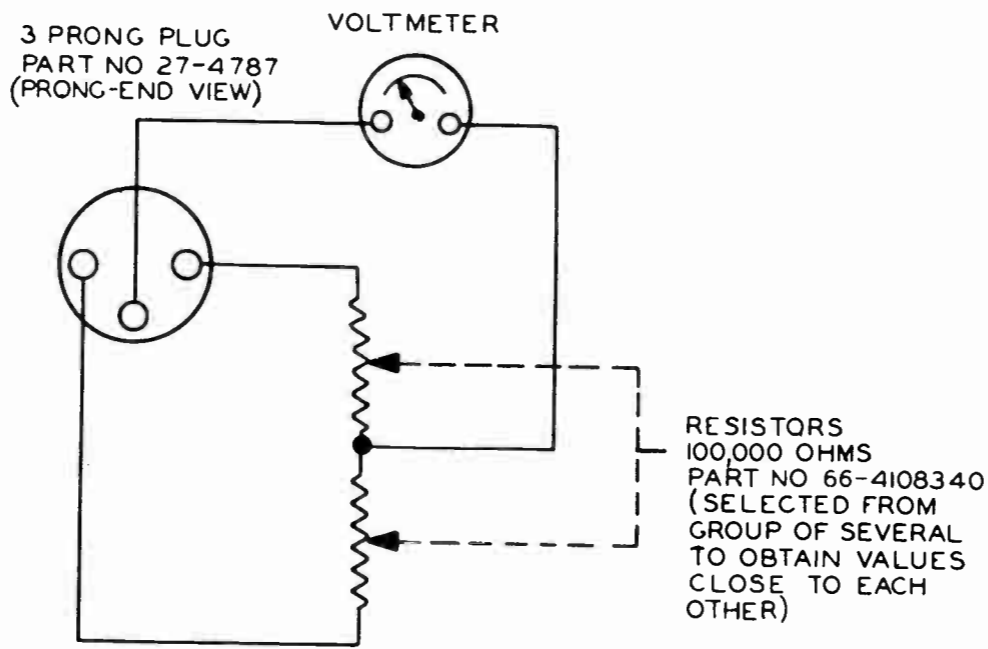 3 PRONG PLUG
PART NO 27-4787
(PRONG-END VIEW)
VOLTMETER
RESISTORS
100,000 OHMS
PART NO 66-4108340
(SELECTED FROM
GROUP OF SEVERAL
TO OBTAIN VALUES
CLOSE TO EACH
OTHER)